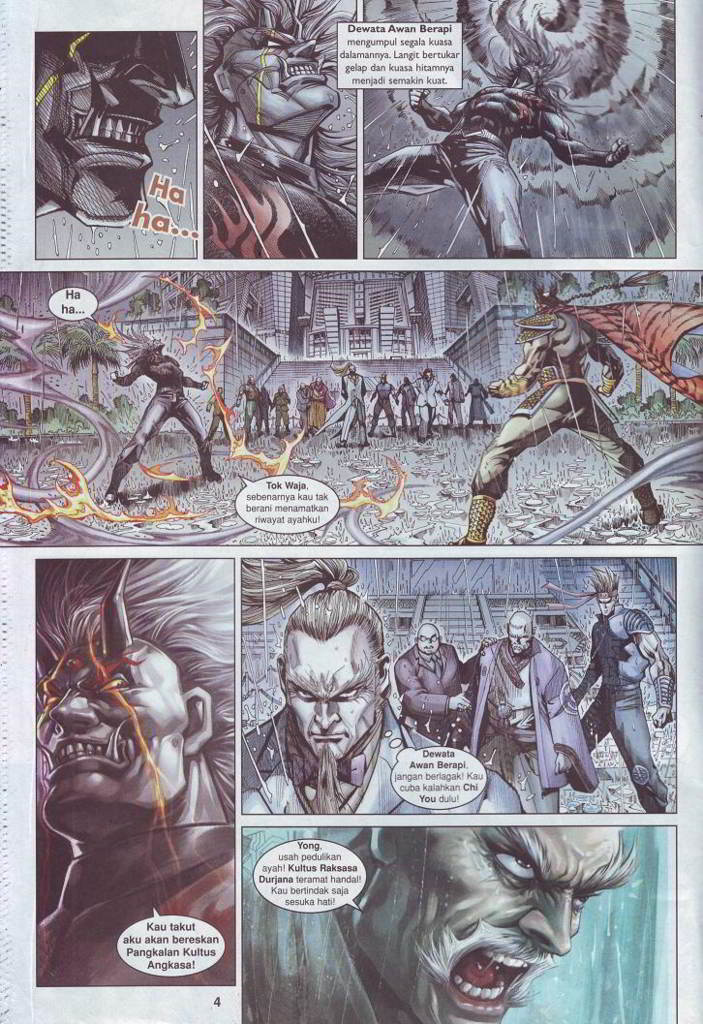 Ha
ha...
Dewata Awan Berapi
mengumpul segala kuasa
dalamannya. Langit bertukar
gelap dan kuasa hitamnya
menjadi semakin kuat.
Ha
ha...
Tok Waja,
sebenarnya kau tak
berani menamatkan
riwayat ayahku!
Kau takut
aku akan bereskan
Pangkalan Kultus
Angkasa!
Dewata
Awan Berapi,
jangan berlagak! Kau
cuba kalahkan Chi
You dulu!
Yong,
usah pedulikan
ayah! Kultus Raksasa
Durjana teramat handal!
Kau bertindak saja
sesuka hati!
4